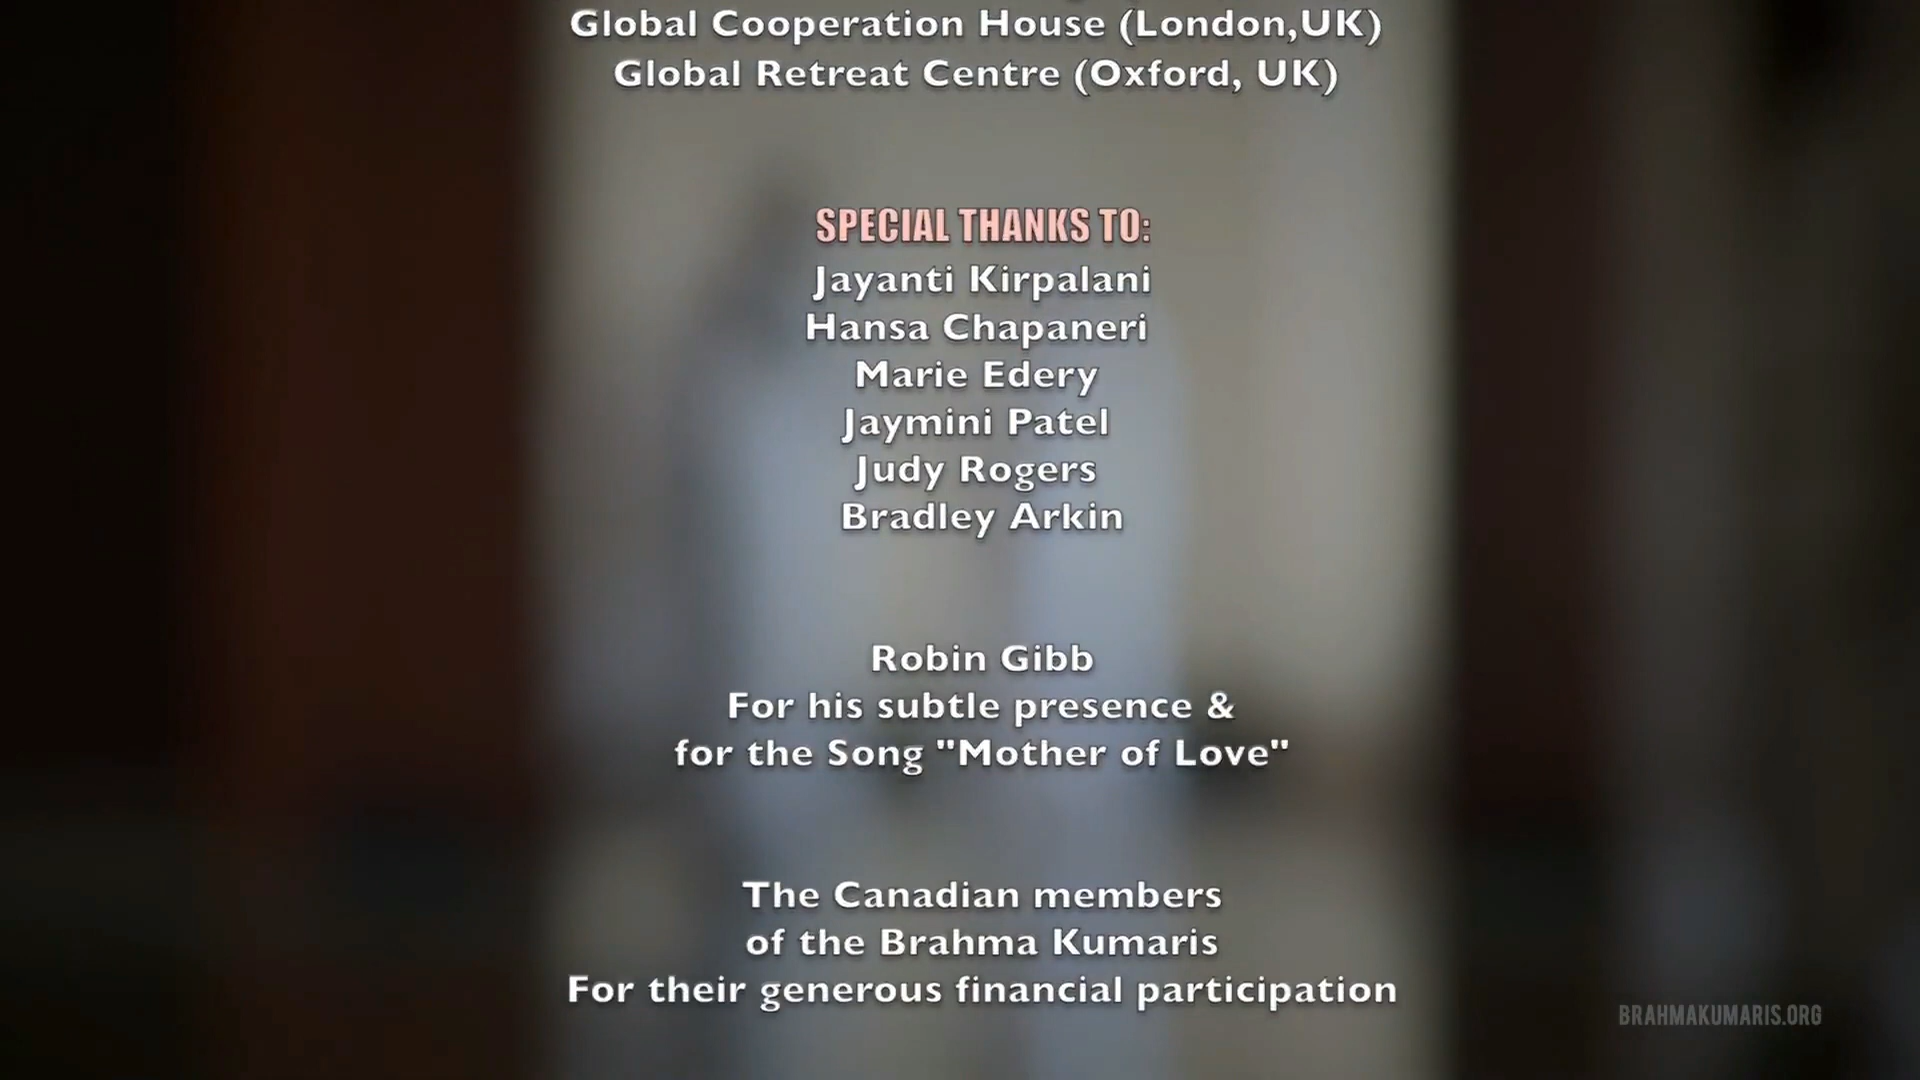 Global Cooperation House (London,UK)
Global Retreat Centre (Oxford, UK)
SPECIAL THANKS TO:
Jayanti Kirpalani
Hansa Chapaneri
Marie Edery
Jaymini Patel
Judy Rogers
Bradley Arkin
Robin Gibb
For his subtle presence &
for the Song "Mother of Love"
The Canadian members
of the Brahma Kumaris
For their generous financial participation
BRAHMAKUMARIS.ORG